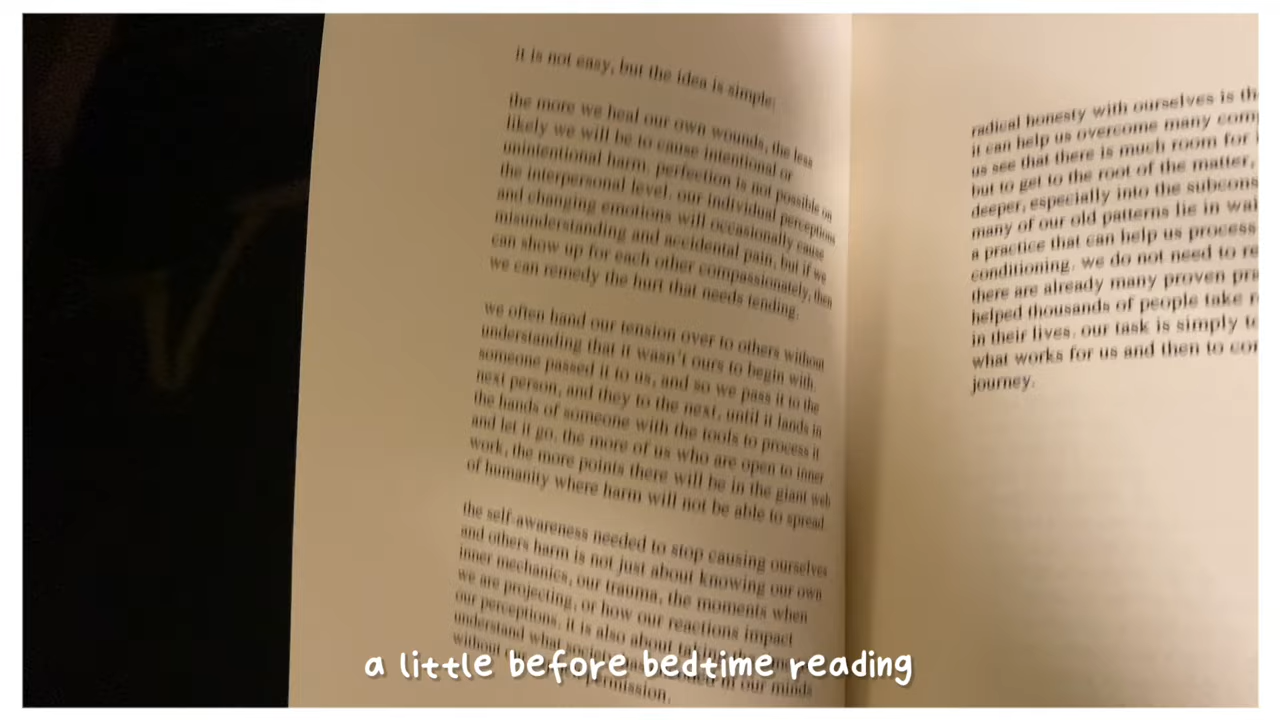 it is not easy, but the idea is simple:
the more we heal our own wounds, the less
likely we will be to cause intentional or
unintentional harm. perfection is not possible on
the interpersonal level. our individual perceptions
and changing emotions will occasionally cause
misunderstanding and accidental pain, but if we
can show up for each other compassionately, then
we can remedy the hurt that needs tending.
we often hand our tension over to others without
understanding that it wasn't ours to begin with.
someone passed it to us, and so we pass it to the
next person, and they to the next, until it lands in
the hands of someone with the tools to process it
and let it go. the more of us who are open to inner
work, the more points there will be in the giant web
of humanity where harm will not be able to spread.
the self-awareness needed to stop causing ourselves
and others harm is not just about knowing our own
inner mechanics, our trauma, the moments when
we are projecting, or how our reactions impact
our perceptions. it is also about
understand what in our minds
without permission.
radical honesty with ourselves is
it can help us overcome many
us see that there is much room for
but to get to the root of the matter,
deeper, especially into the
many of our old patterns lie in
a practice that can help us process
conditioning. we do not need to
there are already many proven
helped thousands of people take
in their lives. our task is simply
what works for us and then to
journey.
a little before bedtime reading